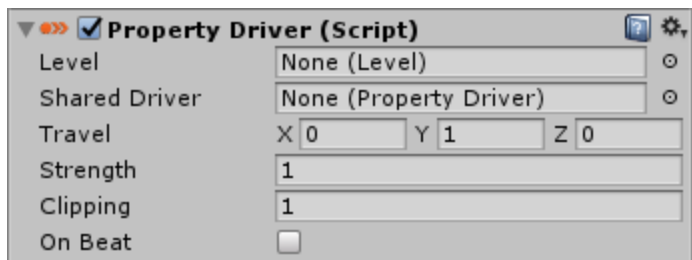 Property Driver (Script)
Level None (Level)
Shared Driver None (Property Driver)
Travel X 0 Y 1 Z 0
Strength 1
Clipping 1
On Beat